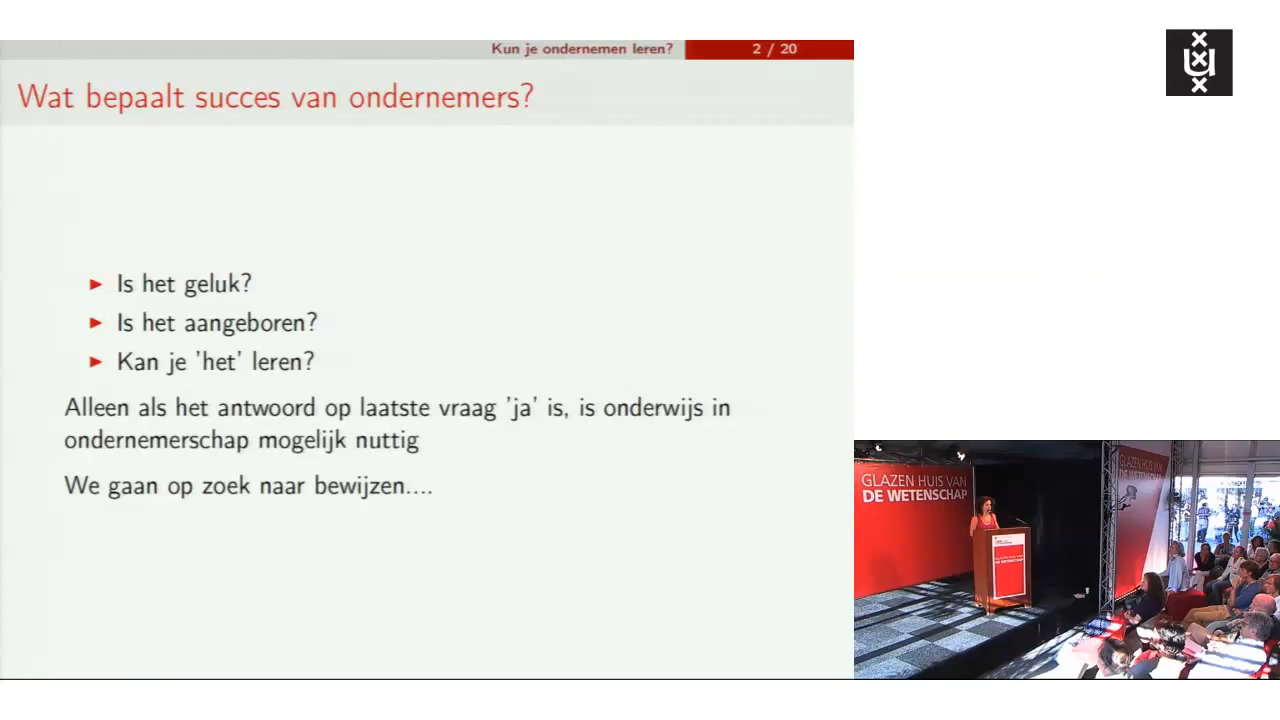 Kun je ondernemen leren?
2 / 20
Wat bepaalt succes van ondernemers?
Is het geluk?
Is het aangeboren?
Kan je 'het' leren?
Alleen als het antwoord op laatste vraag 'ja' is, is onderwijs in
ondernemerschap mogelijk nuttig
We gaan op zoek naar bewijzen....
GLAZEN HUIS VAN
DE WETENSCHAP
GLAZEN HUIS VAN
DE WETENSCHAP
U